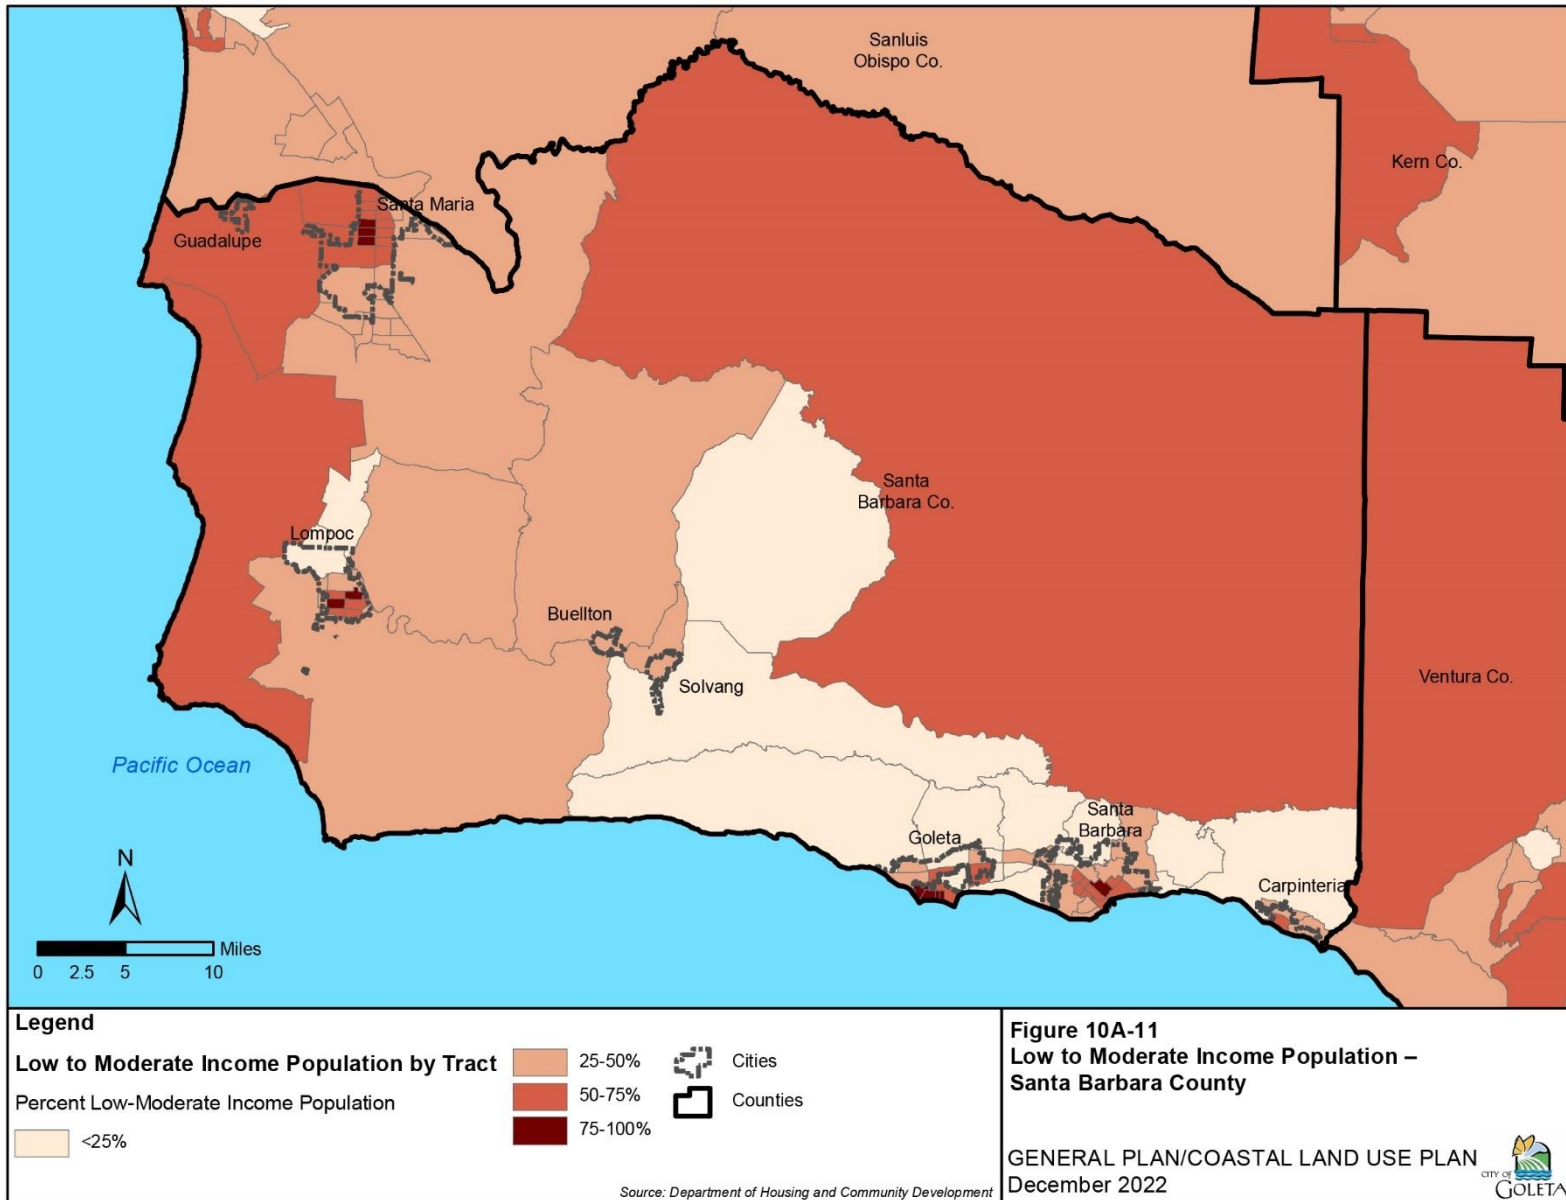 Sanluis
Obispo Co.
Kern Co.
Santa Maria
Guadalupe
Santa
Barbara Co.
Lompoc
Buellton
Solvang
Ventura Co.
Pacific Ocean
Santa
Barbara
Goleta
Carpinteria
N
Miles
0 2.5 5 10
Legend
Low to Moderate Income Population by Tract
Percent Low-Moderate Income Population
<25%
25-50%
50-75%
75-100%
Cities
Counties
Source: Department of Housing and Community Development
Figure 10A-11
Low to Moderate Income Population –
Santa Barbara County
GENERAL PLAN/COASTAL LAND USE PLAN
December 2022
CITY OF
GOLETA